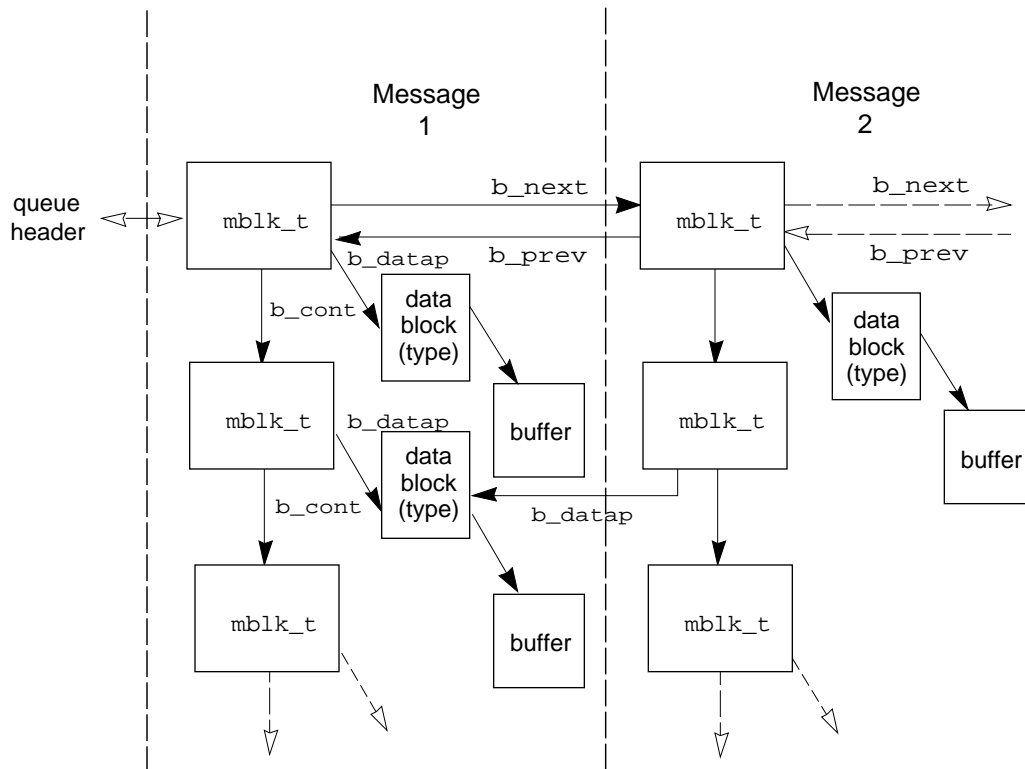 Message
1
Message
2
queue
header
mblk_t
b_next
mblk_t
b_next
b_prev
b_prev
b_datap
b_cont
data
block
(type)
data
block
(type)
mblk_t
b_datap
buffer
mblk_t
buffer
data
block
(type)
b_cont
b_datap
mblk_t
buffer
mblk_t